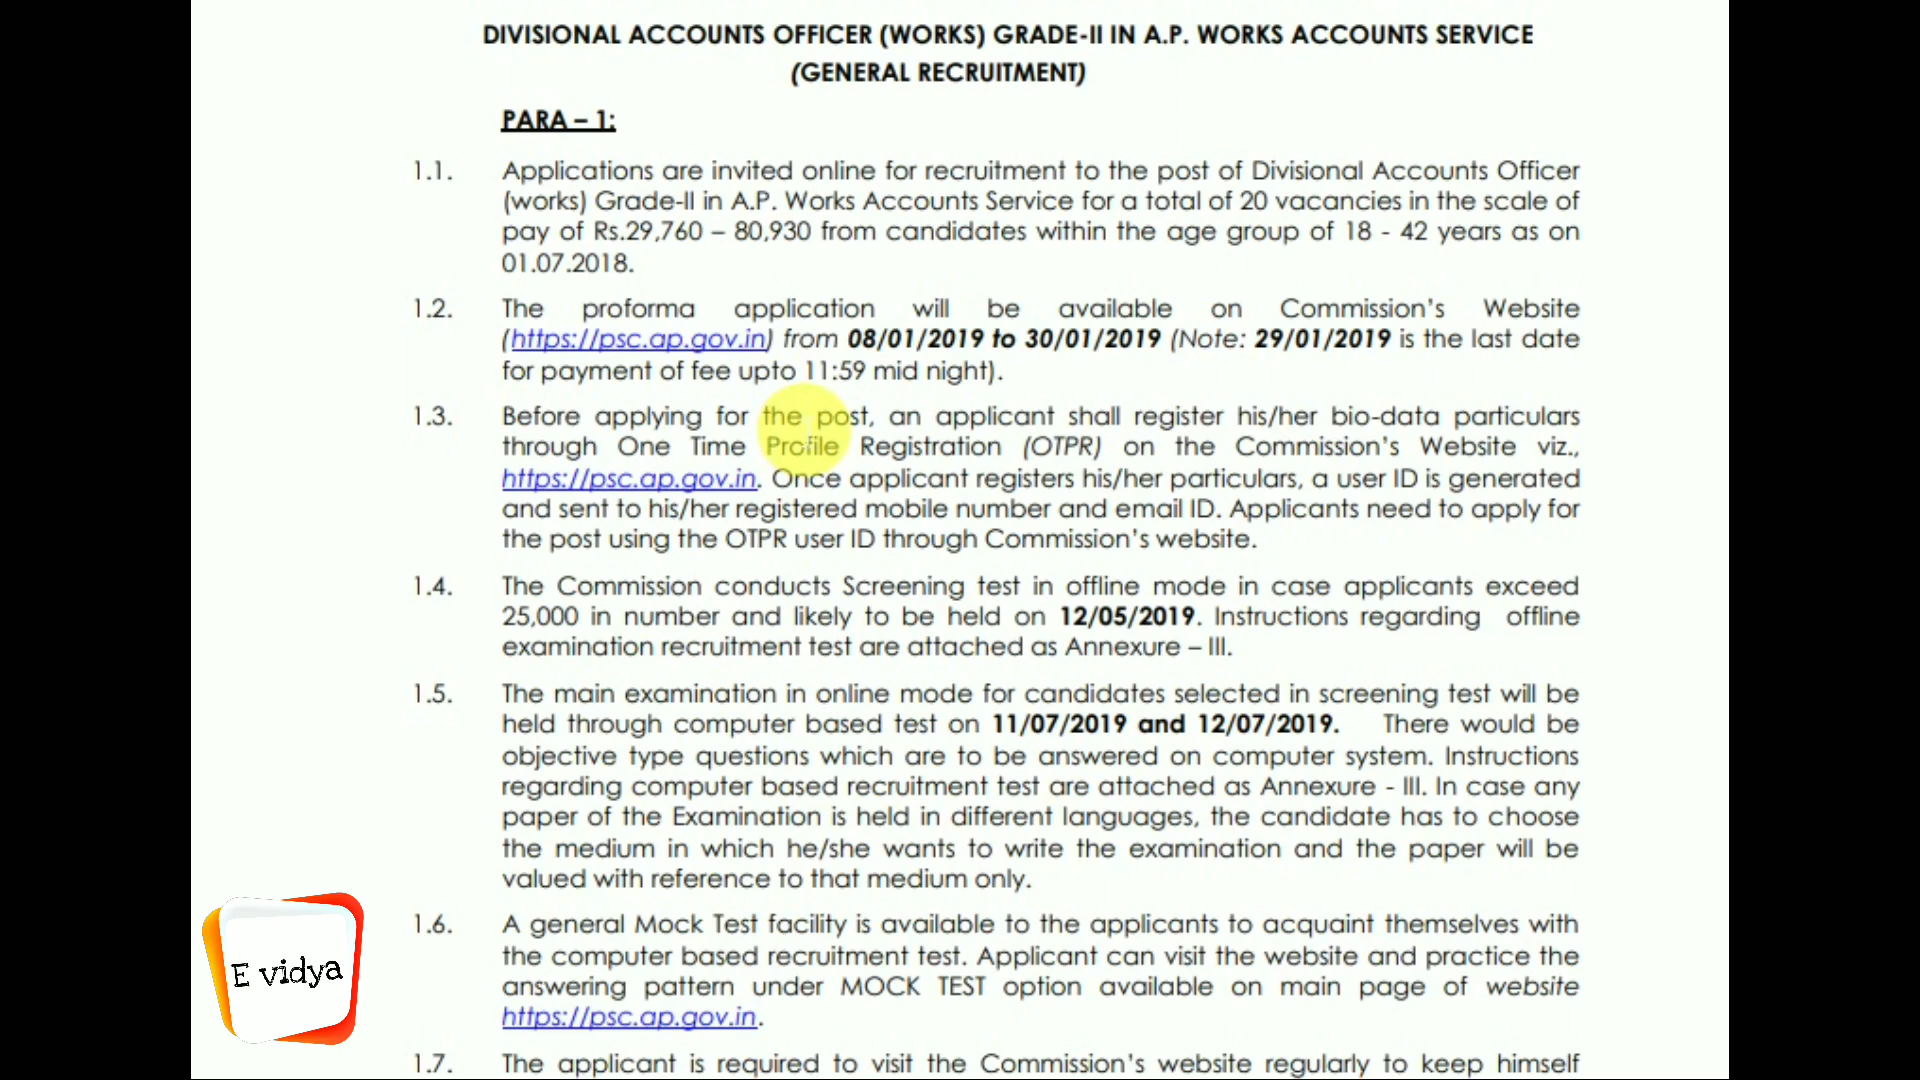 DIVISIONAL ACCOUNTS OFFICER (WORKS) GRADE-II IN A.P. WORKS ACCOUNTS SERVICE
(GENERAL RECRUITMENT)
PARA – 1:
1.1. Applications are invited online for recruitment to the post of Divisional Accounts Officer
(works) Grade-II in A.P. Works Accounts Service for a total of 20 vacancies in the scale of
pay of Rs.29,760 – 80,930 from candidates within the age group of 18 - 42 years as on
01.07.2018.
1.2. The proforma application will be available on Commission's Website
(https://psc.ap.gov.in) from 08/01/2019 to 30/01/2019 (Note: 29/01/2019 is the last date
for payment of fee upto 11:59 mid night).
1.3. Before applying for the post, an applicant shall register his/her bio-data particulars
through One Time Profile Registration (OTPR) on the Commission's Website viz.,
https://psc.ap.gov.in. Once applicant registers his/her particulars, a user ID is generated
and sent to his/her registered mobile number and email ID. Applicants need to apply for
the post using the OTPR user ID through Commission's website.
1.4. The Commission conducts Screening test in offline mode in case applicants exceed
25,000 in number and likely to be held on 12/05/2019. Instructions regarding offline
examination recruitment test are attached as Annexure – III.
1.5. The main examination in online mode for candidates selected in screening test will be
held through computer based test on 11/07/2019 and 12/07/2019. There would be
objective type questions which are to be answered on computer system. Instructions
regarding computer based recruitment test are attached as Annexure - III. In case any
paper of the Examination is held in different languages, the candidate has to choose
the medium in which he/she wants to write the examination and the paper will be
valued with reference to that medium only.
1.6. A general Mock Test facility is available to the applicants to acquaint themselves with
the computer based recruitment test. Applicant can visit the website and practice the
answering pattern under MOCK TEST option available on main page of website
https://psc.ap.gov.in.
1.7. The applicant is required to visit the Commission's website regularly to keep himself
E vidya